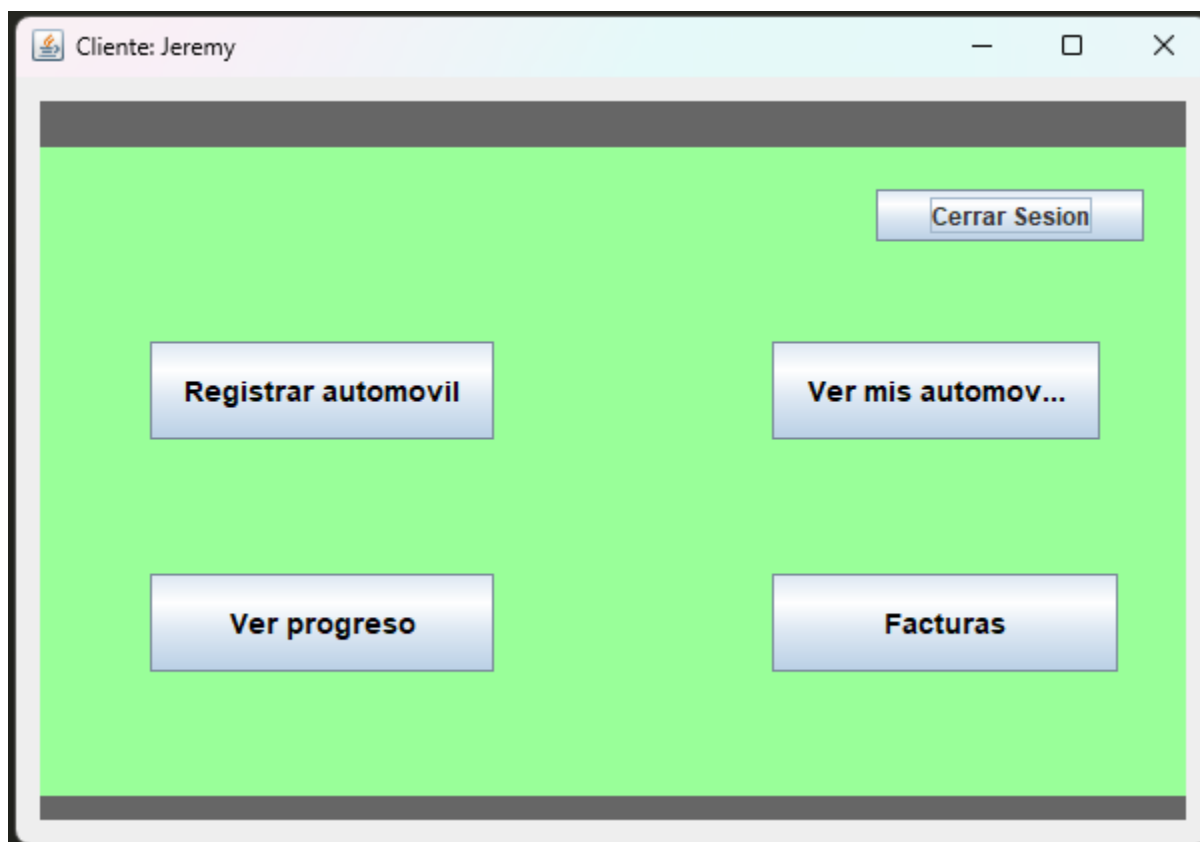 Cliente: Jeremy
Cerrar Sesion
Registrar automovil
Ver mis automov...
Ver progreso
Facturas